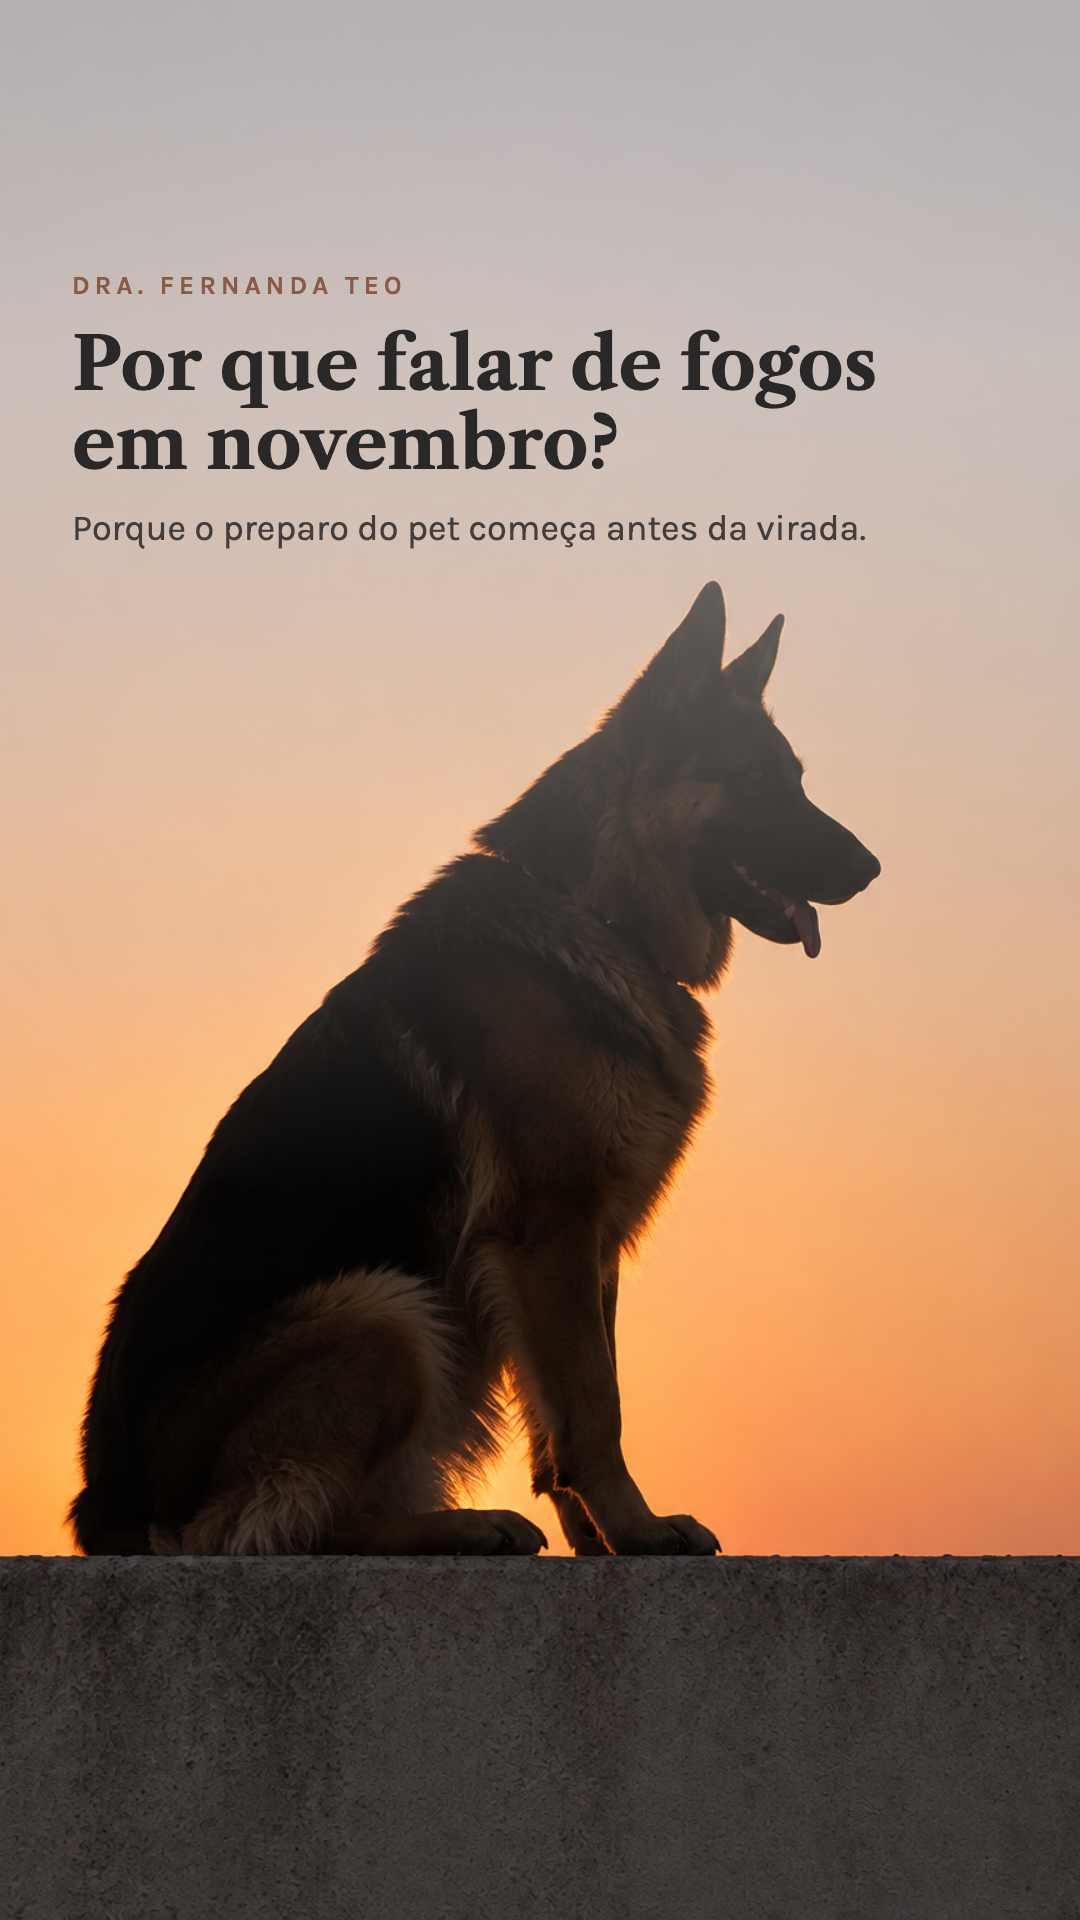 DRA. FERNANDA TEO
Por que falar de fogos
em novembro?
Porque o preparo do pet começa antes da virada.